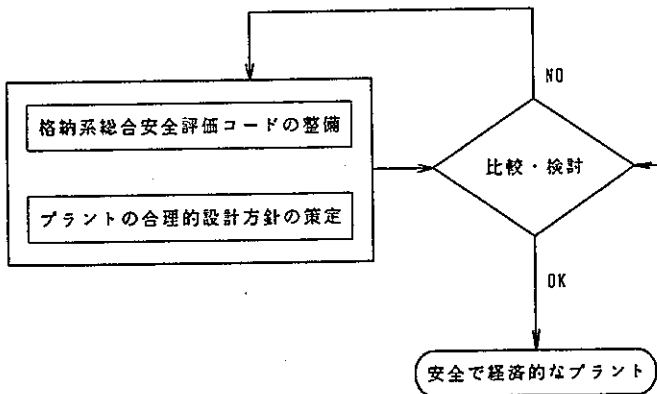 NO
格納系総合安全評価コードの整備
比較・検討
プラントの合理的設計方針の策定
OK
安全で経済的なプラント